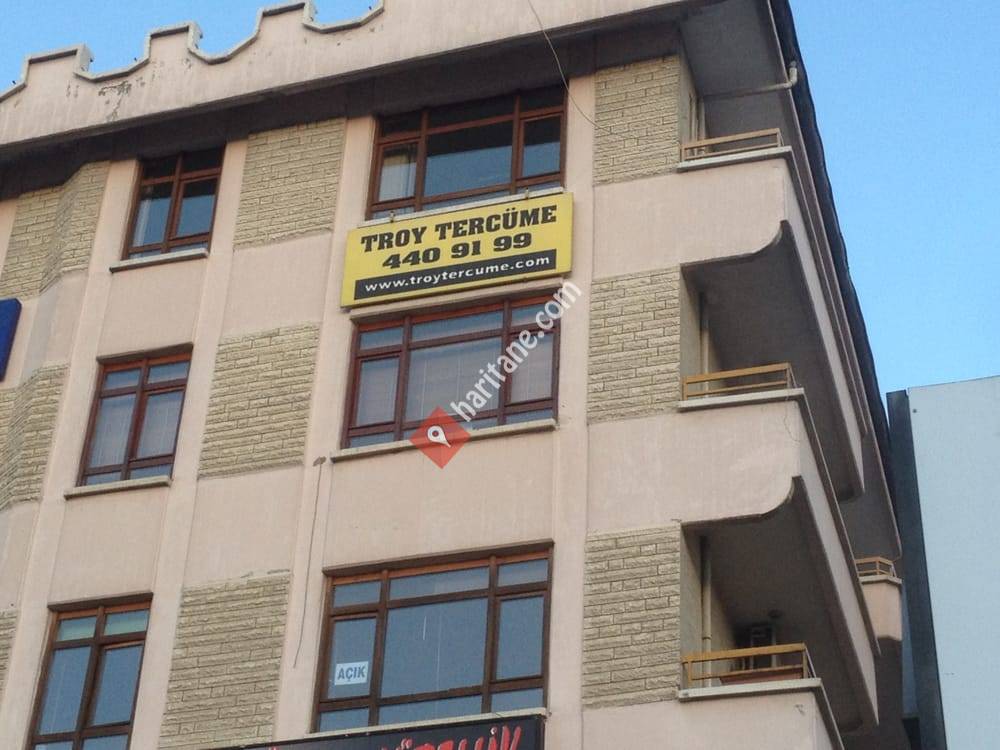 TROY TERCÜME
440 91 99
www.troytercume.com
haritane.com
AÇIK